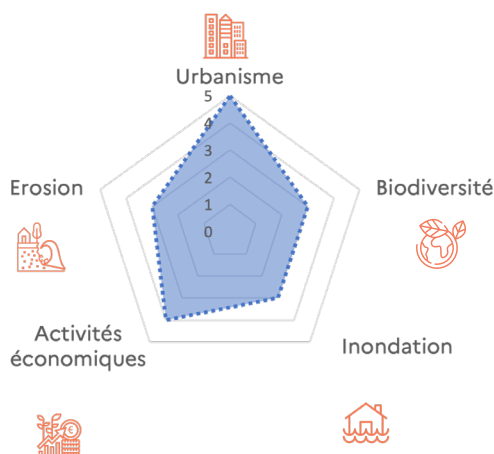 Urbanisme
5
4
3
2
1
0
Erosion
Biodiversité
Activités
économiques
Inondation
€